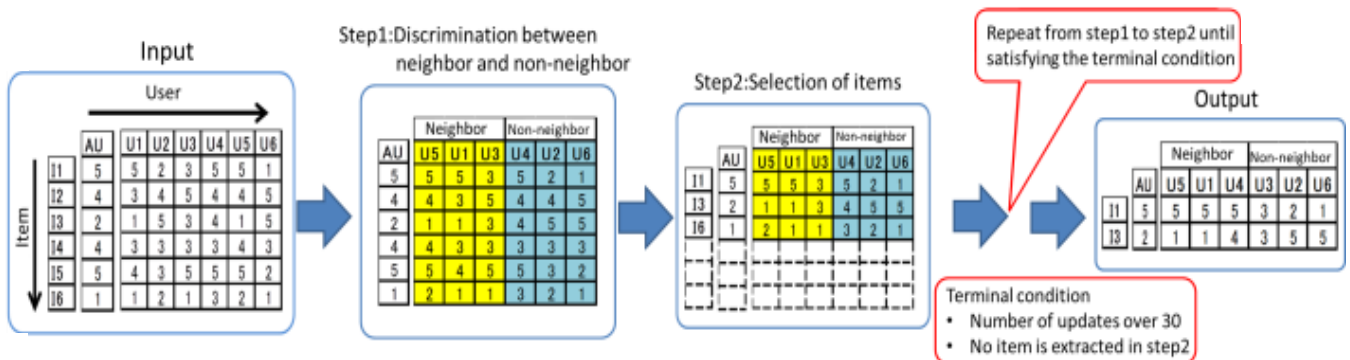 Input
User
Item
AU U1 U2 U3 U4 U5 U6
I1 5 5 2 3 5 5 1
I2 4 3 4 5 4 4 5
I3 2 1 5 3 4 1 5
I4 4 3 3 3 3 4 3
I5 5 4 3 5 5 5 2
I6 1 1 2 1 3 2 1
Step1:Discrimination between
neighbor and non-neighbor
Neighbor Non-neighbor
AU U5 U1 U3 U4 U2 U6
5 5 5 3 5 2 1
4 4 3 5 4 4 5
2 1 1 3 4 5 5
4 4 3 3 3 3 3
5 5 4 5 5 3 2
1 2 1 1 3 2 1
Step2:Selection of items
Neighbor Non-neighbor
AU U5 U1 U3 U4 U2 U6
I1 5 5 5 3 5 2 1
I3 2 1 1 3 4 5 5
I6 1 2 1 1 3 2 1
Repeat from step1 to step2 until
satisfying the terminal condition
Terminal condition
• Number of updates over 30
• No item is extracted in step2
Output
Neighbor Non-neighbor
AU U5 U1 U4 U3 U2 U6
I1 5 5 5 5 3 2 1
I3 2 1 1 4 3 5 5